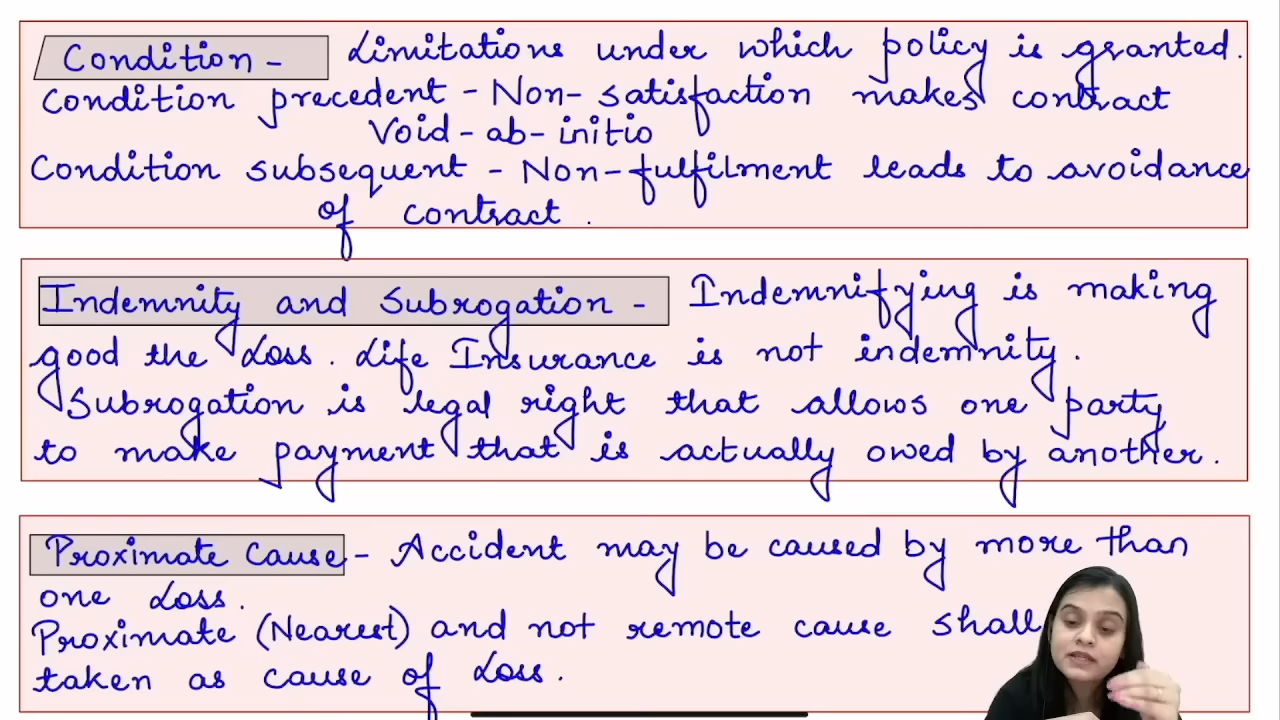 Condition - Limitations under which policy is granted.
Condition precedent - Non-satisfaction makes contract
Void-ab-initio
Condition subsequent - Non-fulfilment leads to avoidance
of contract.
Indemnity and Subrogation - Indemnifying is making
good the Loss. Life Insurance is not indemnity.
Subrogation is legal right that allows one party
to make payment that is actually owed by another.
Proximate Cause - Accident may be caused by more than
one Loss.
Proximate (Nearest) and not remote cause shall
taken as cause of Loss.